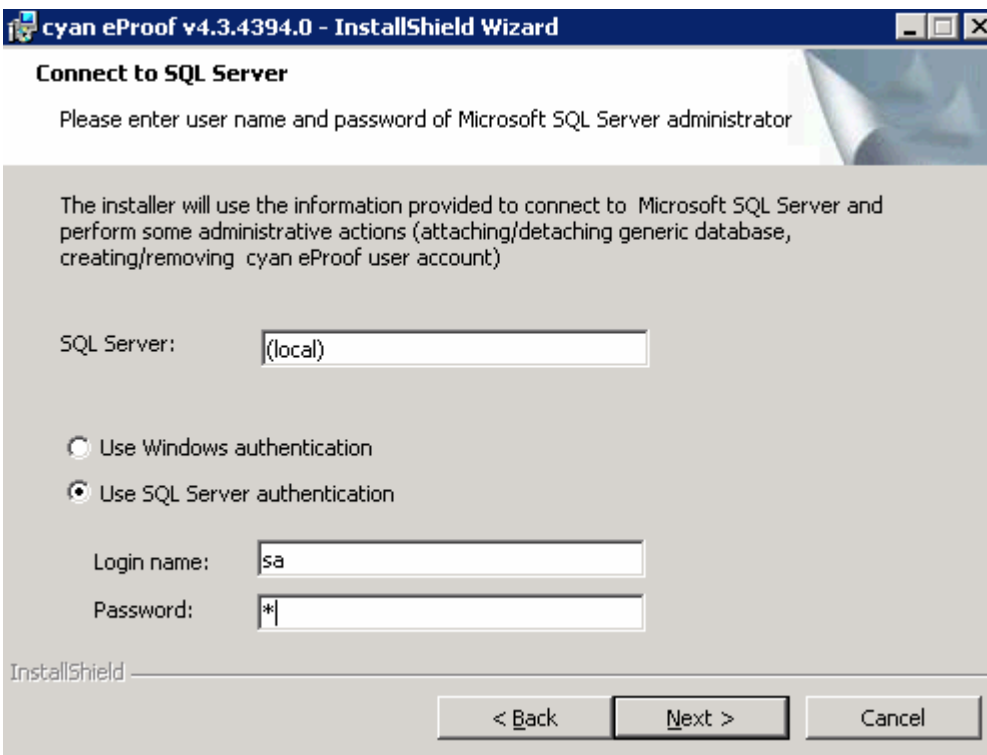 cyan eProof v4.3.4394.0 - InstallShield Wizard
Connect to SQL Server
Please enter user name and password of Microsoft SQL Server administrator
The installer will use the information provided to connect to  Microsoft SQL Server and
perform some administrative actions (attaching/detaching generic database,
creating/removing  cyan eProof user account)
SQL Server:
(local)
Use Windows authentication
Use SQL Server authentication
Login name:
sa
Password:
*
InstallShield
< Back
Next >
Cancel